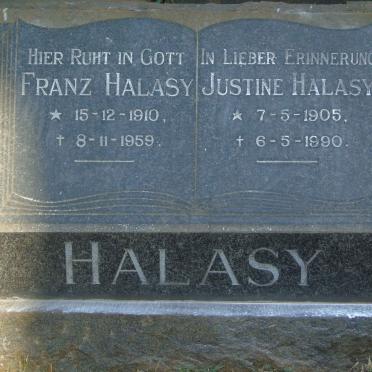 HIER RUHT IN GOTT
FRANZ HALASY
★ 15-12-1910,
† 8-11-1959.
IN LIEBER ERINNERUNG
JUSTINE HALASY
★ 7-5-1905,
† 6-5-1990.
HALASY